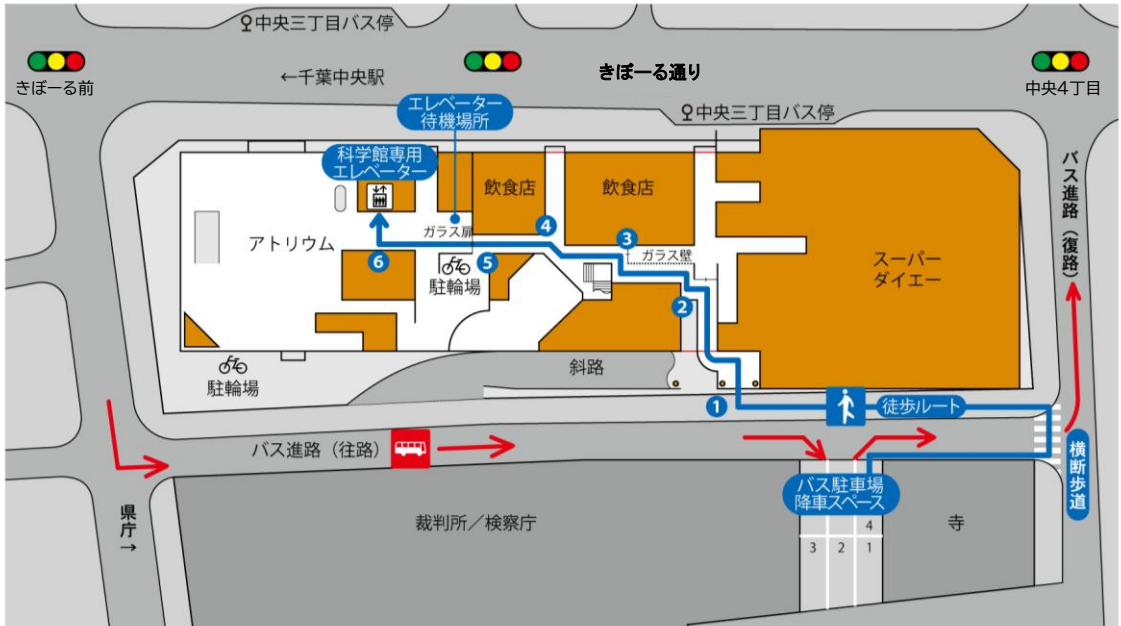 中央三丁目バス停
きぼーる前
←千葉中央駅
きぼーる通り
中央4丁目
エレベーター
待機場所
中央三丁目バス停
科学館専用
エレベーター
飲食店
飲食店
バス進路（復路）
アトリウム
ガラス扉
4
3
ガラス壁
スーパー
ダイエー
6
5
駐輪場
2
駐輪場
斜路
1
徒歩ルート
バス進路（往路）
横断歩道
バス駐車場
降車スペース
県庁→
裁判所／検察庁
寺
4
3
2
1